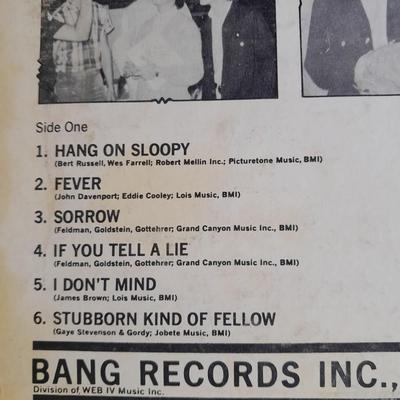 Side One
1. HANG ON SLOOPY
(Bert Russell, Wes Farrell; Robert Mellin Inc.; Picturetone Music, BMI)
2. FEVER
(John Davenport; Eddie Cooley; Lois Music, BMI)
3. SORROW
(Feldman, Goldstein, Gottehrer; Grand Canyon Music Inc., BMI)
4. IF YOU TELL A LIE
(Feldman, Goldstein, Gottehrer; Grand Canyon Music Inc., BMI)
5. I DON'T MIND
(James Brown; Lois Music, BMI)
6. STUBBORN KIND OF FELLOW
(Gaye Stevenson & Gordy; Jobete Music, BMI)
BANG RECORDS INC.,
Division of WEB IV Music Inc.